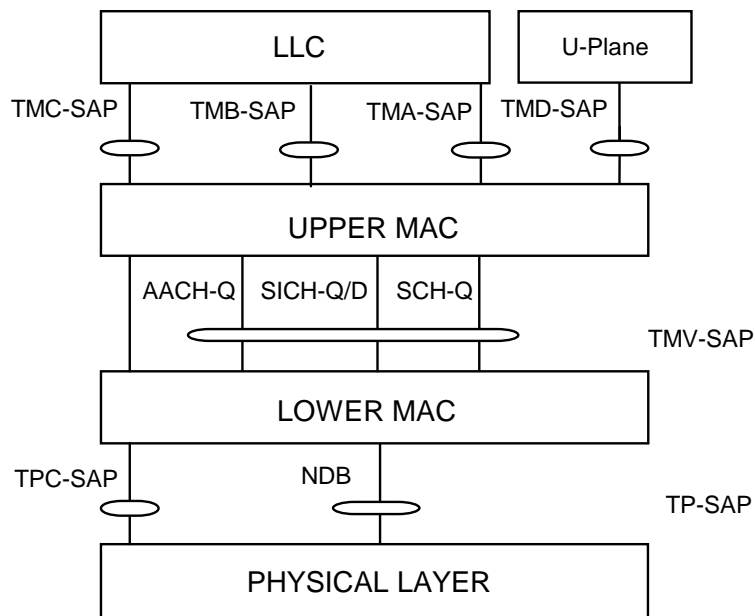 LLC
U-Plane
TMC-SAP
TMB-SAP
TMA-SAP
TMD-SAP
UPPER MAC
AACH-Q
SICH-Q/D
SCH-Q
TMV-SAP
LOWER MAC
TPC-SAP
NDB
TP-SAP
PHYSICAL LAYER